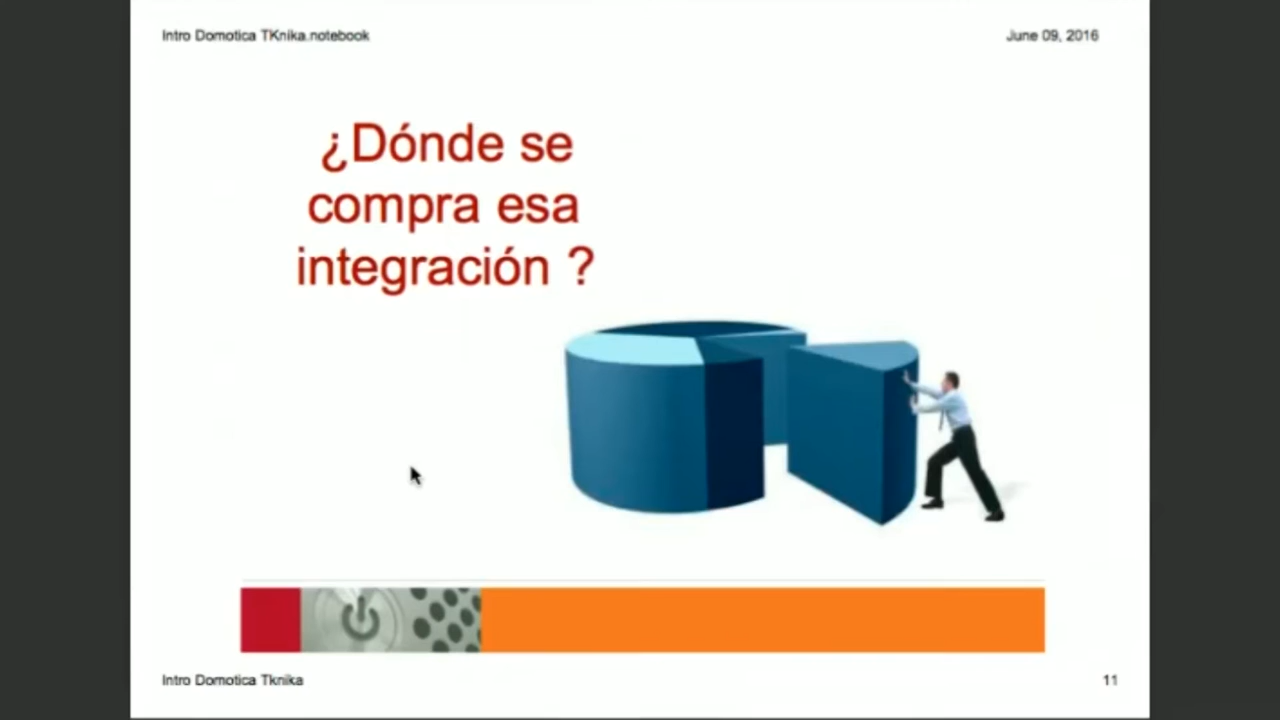 Intro Domotica TKnika.notebook
June 09, 2016
¿Dónde se
compra esa
integración ?
Intro Domotica Tknika
11